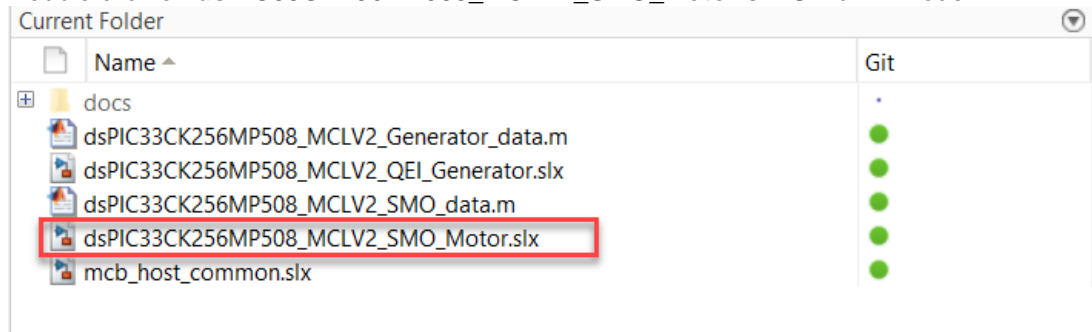 Current Folder
Name Git
docs
dsPIC33CK256MP508_MCLV2_Generator_data.m
dsPIC33CK256MP508_MCLV2_QEI_Generator.slx
dsPIC33CK256MP508_MCLV2_SMO_data.m
dsPIC33CK256MP508_MCLV2_SMO_Motor.slx
mcb_host_common.slx